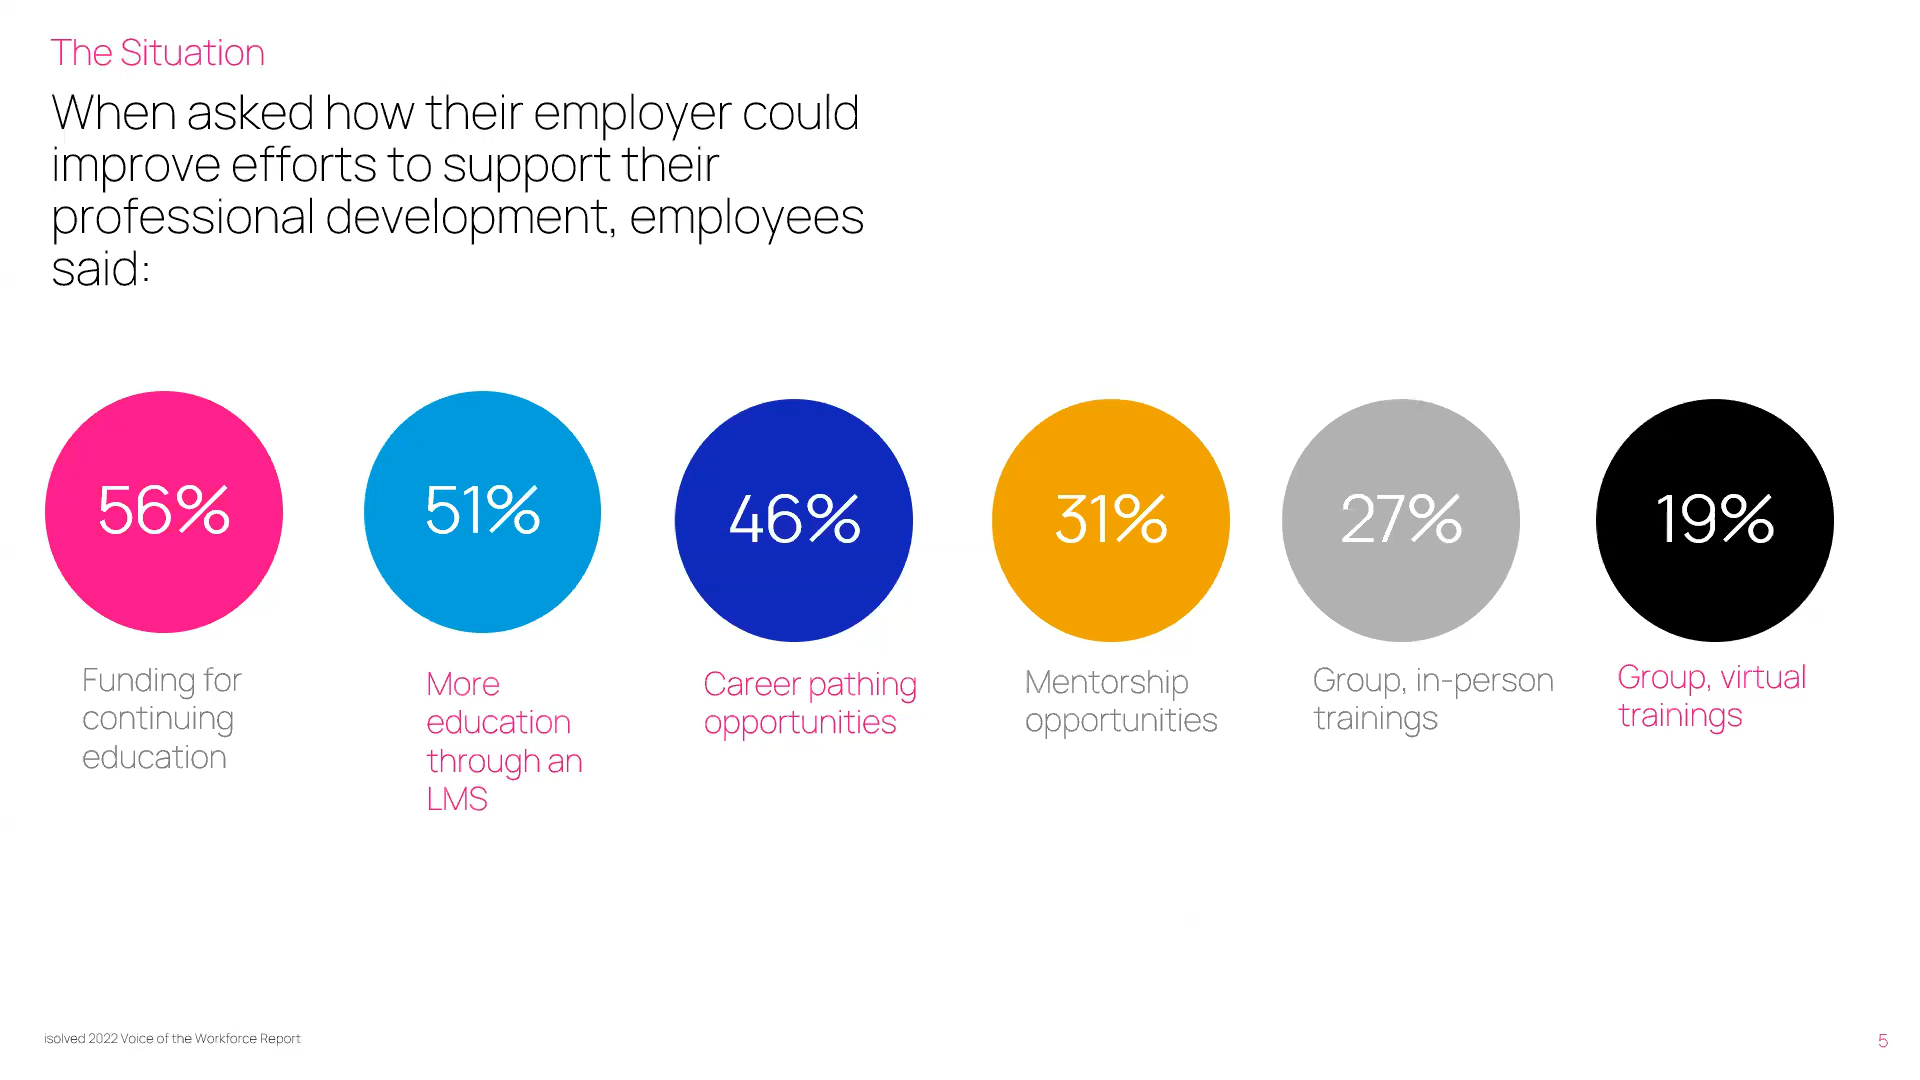 The Situation
When asked how their employer could
improve efforts to support their
professional development, employees
said:
56%
51%
46%
31%
27%
19%
Funding for
continuing
education
More
education
through an
LMS
Career pathing
opportunities
Mentorship
opportunities
Group, in-person
trainings
Group, virtual
trainings
isolved 2022 Voice of the Workforce Report
5